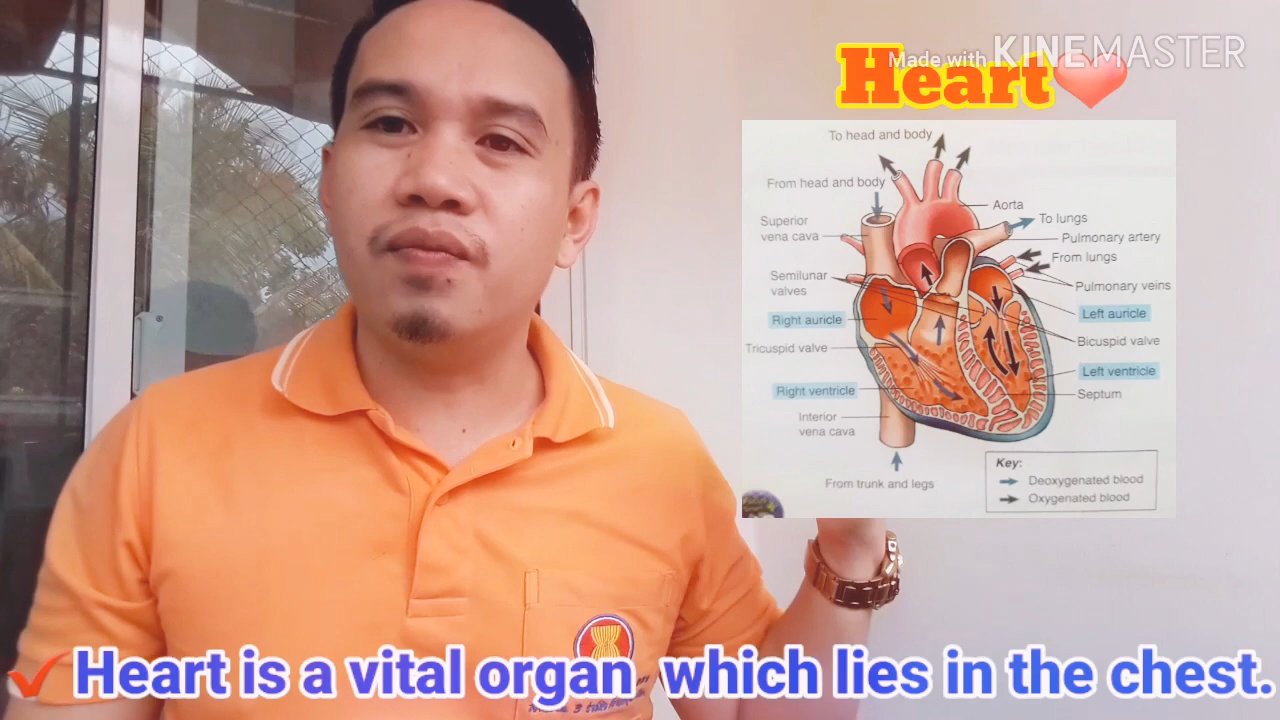 Made with KINEMASTER
Heart
To head and body
From head and body
Aorta
To lungs
Superior
vena cava
Pulmonary artery
From lungs
Semilunar
valves
Pulmonary veins
Right auricle
Left auricle
Bicuspid valve
Tricuspid valve
Left ventricle
Right ventricle
Septum
Interior
vena cava
Key:
Deoxygenated blood
Oxygenated blood
From trunk and legs
Heart is a vital organ which lies in the chest.